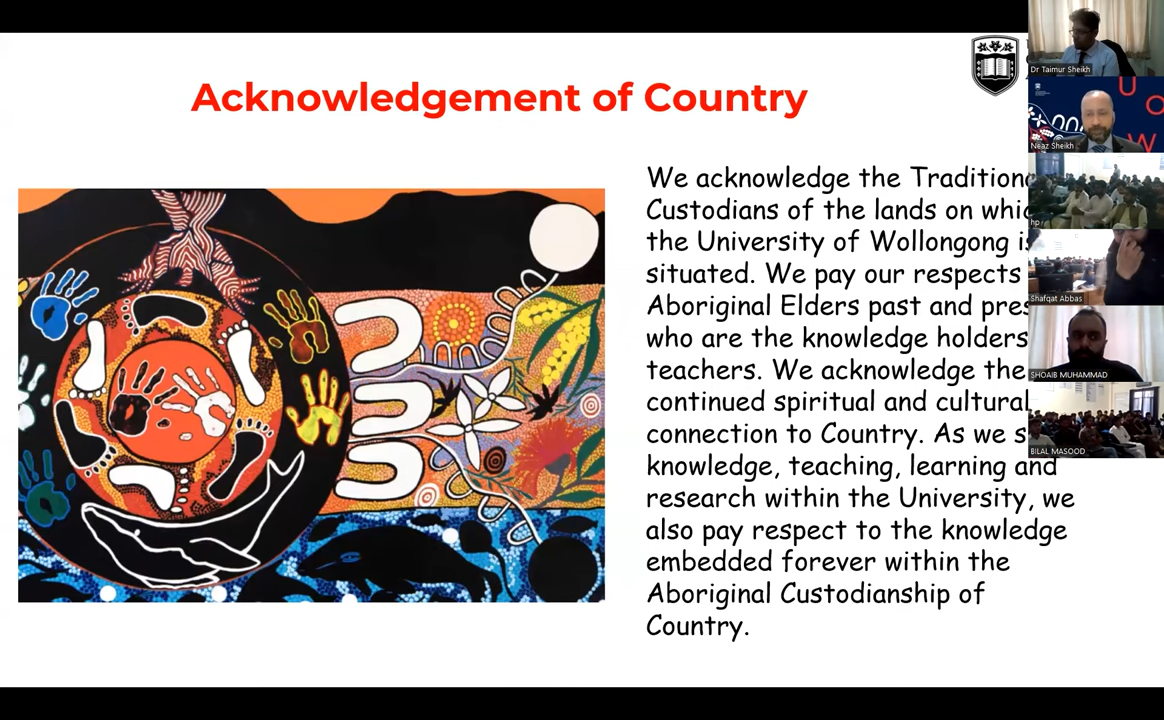 Acknowledgement of Country
We acknowledge the
Custodians of the lands on
the University of Wollongong
situated. We pay our respects
Aboriginal Elders past and
who are the knowledge holders
teachers. We acknowledge the
continued spiritual and cultural
connection to Country. As we
knowledge, teaching, learning and
research within the University, we
also pay respect to the knowledge
embedded forever within the
Aboriginal Custodianship of
Country.
Dr Taimur Sheikh
U
O
W
Neaz Sheikh
hp
Shafqat Abbas
SHOAIB MUHAMMAD
BILAL MASOOD